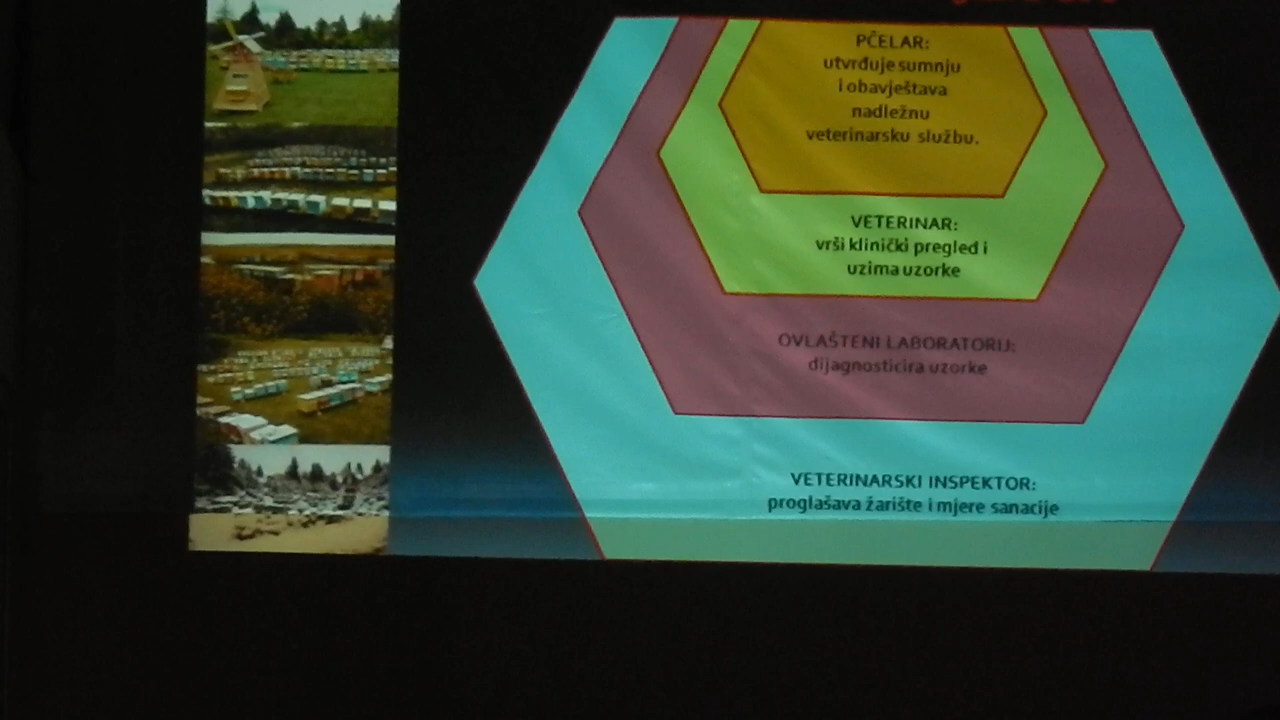 PČELAR:
utvrđuje sumnju
i obavještava
nadležnu
veterinarsku službu.
VETERINAR:
vrši klinički pregled i
uzima uzorke
OVLAŠTENI LABORATORIJ:
dijagnosticira uzorke
VETERINARSKI INSPEKTOR:
proglašava žarište i mjere sanacije